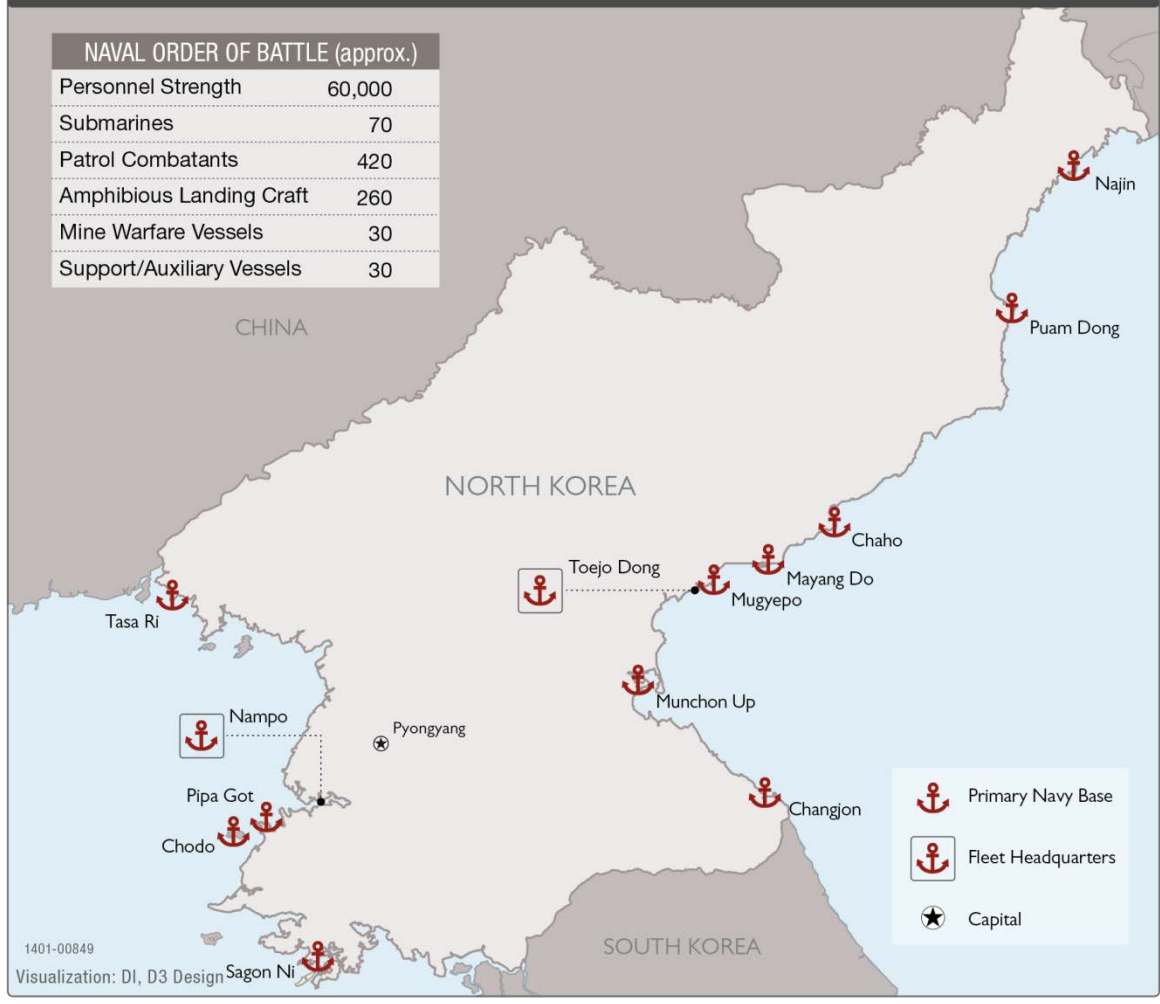 NAVAL ORDER OF BATTLE (approx.)
Personnel Strength 60,000
Submarines 70
Patrol Combatants 420
Amphibious Landing Craft 260
Mine Warfare Vessels 30
Support/Auxiliary Vessels 30
CHINA
Najin
Puam Dong
NORTH KOREA
Chaho
Toejo Dong
Mayang Do
Mugyepo
Tasa Ri
Munchon Up
Nampo
Pyongyang
Pipa Got
Changjon
Chodo
Primary Navy Base
Fleet Headquarters
Capital
SOUTH KOREA
1401-00849
Sagon Ni
Visualization: DI, D3 Design